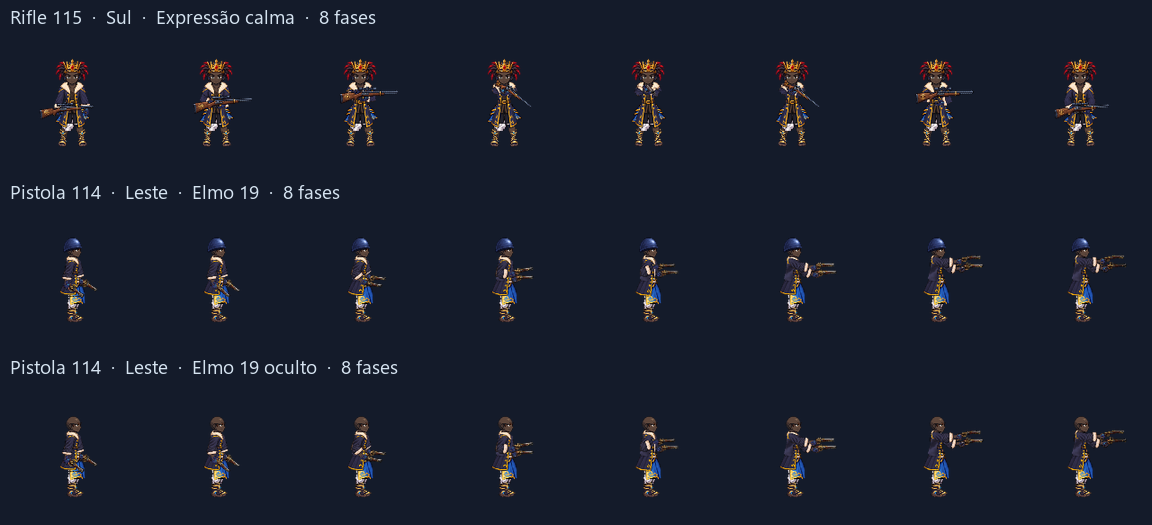 Rifle 115 · Sul · Expressão calma · 8 fases
Pistola 114 · Leste · Elmo 19 · 8 fases
Pistola 114 · Leste · Elmo 19 oculto · 8 fases